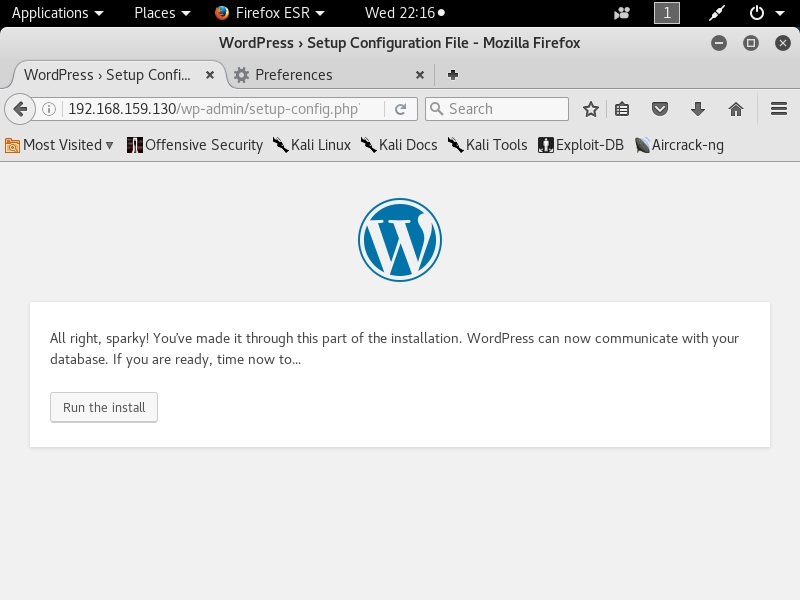 Applications Places Firefox ESR Wed 22:16 1
WordPress › Setup Configuration File - Mozilla Firefox
WordPress › Setup Confi... Preferences
192.168.159.130/wp-admin/setup-config.php Search
Most Visited Offensive Security Kali Linux Kali Docs Kali Tools Exploit-DB Aircrack-ng
All right, sparky! You've made it through this part of the installation. WordPress can now communicate with your
database. If you are ready, time now to...
Run the install